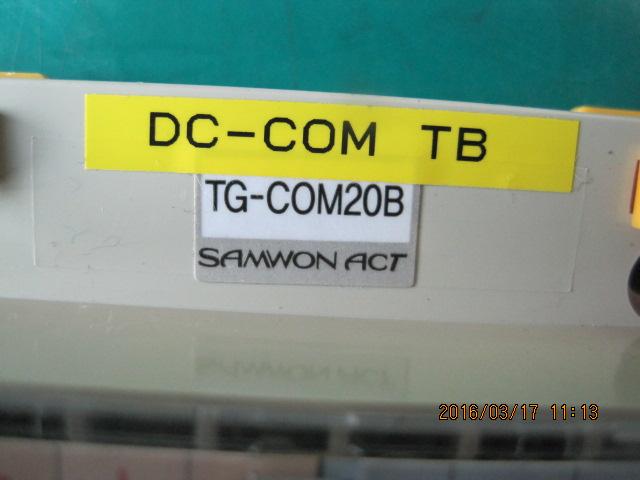 DC-COM TB
TG-COM20B
SAMWON ACT
2016/03/17 11:13